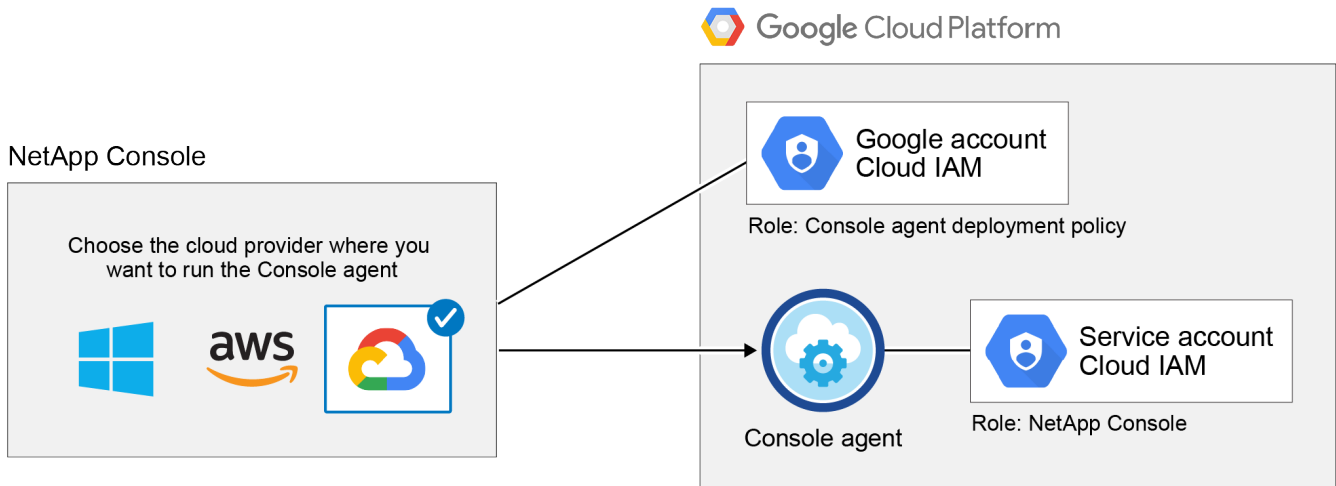 Google Cloud Platform
Google account
Cloud IAM
Role: Console agent deployment policy
NetApp Console
Choose the cloud provider where you
want to run the Console agent
aws
Console agent
Service account
Cloud IAM
Role: NetApp Console